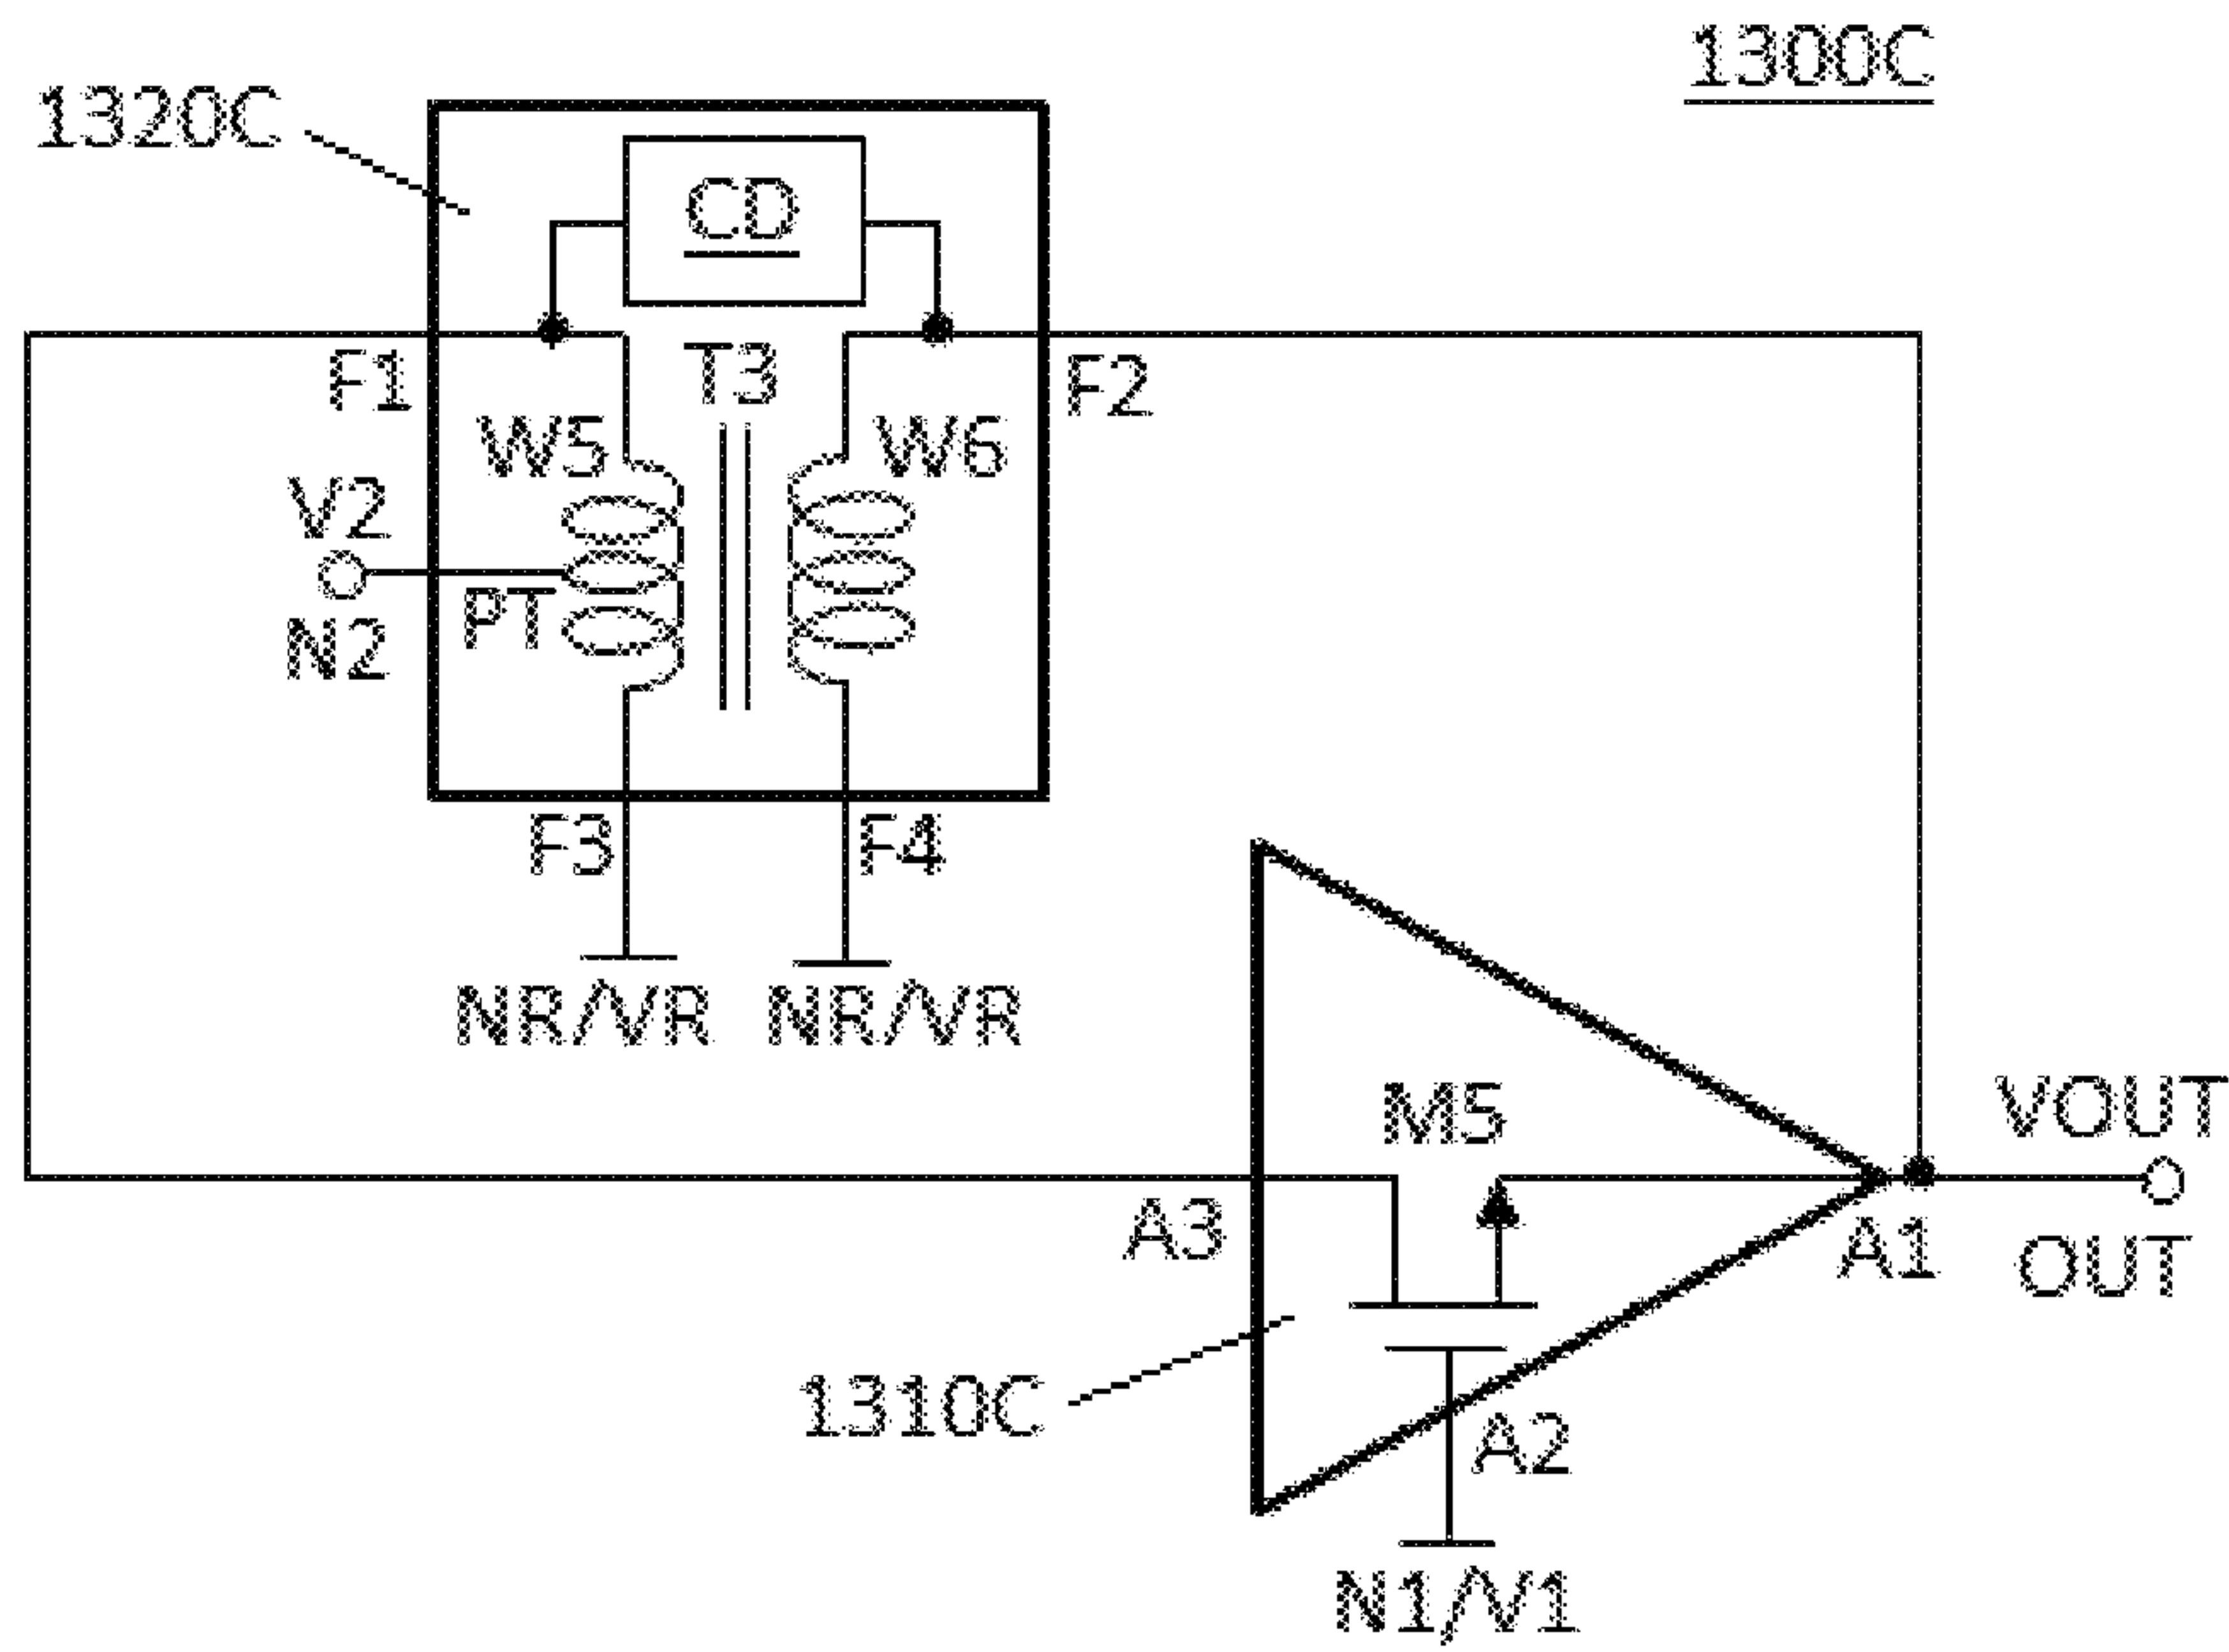 1300C
1320C
CD
F1
T3
F2
W5
W6
V2
PT
N2
F3
F4
NR/VR
NR/VR
M5
VOUT
A3
A1
OUT
1310C
A2
N1/V1